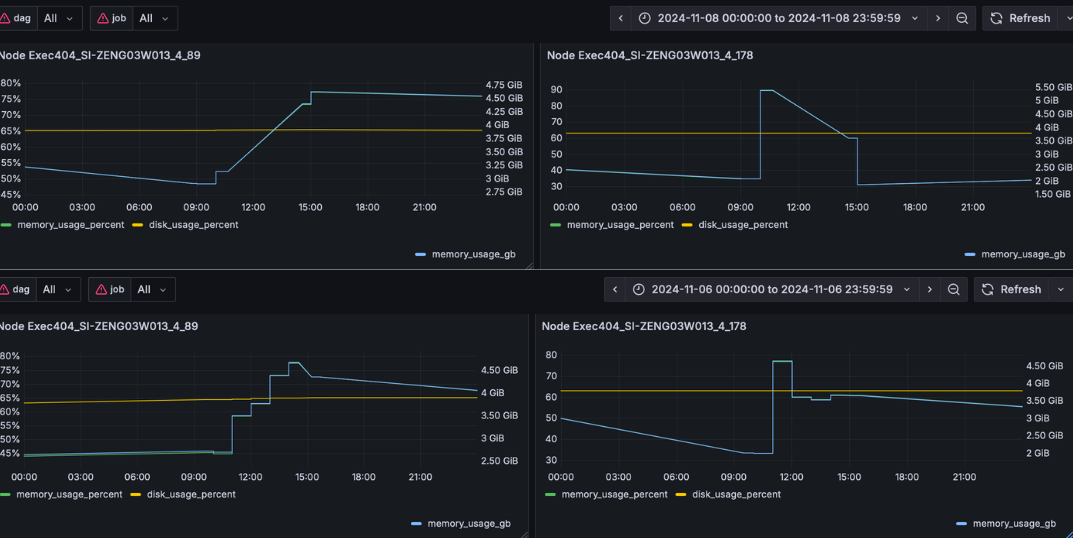 dag All job All 2024-11-08 00:00:00 to 2024-11-08 23:59:59 Refresh
Node Exec404_SI-ZENG03W013_4_89
80%
75%
70%
65%
60%
55%
50%
45%
4.75 GiB
4.50 GiB
4.25 GiB
4 GiB
3.75 GiB
3.50 GiB
3.25 GiB
3 GiB
2.75 GiB
00:00 03:00 06:00 09:00 12:00 15:00 18:00 21:00
memory_usage_percent disk_usage_percent
memory_usage_gb
Node Exec404_SI-ZENG03W013_4_178
90
80
70
60
50
40
30
5.50 GiB
5 GiB
4.50 GiB
4 GiB
3.50 GiB
3 GiB
2.50 GiB
2 GiB
1.50 GiB
00:00 03:00 06:00 09:00 12:00 15:00 18:00 21:00
memory_usage_percent disk_usage_percent
memory_usage_gb
dag All job All 2024-11-06 00:00:00 to 2024-11-06 23:59:59 Refresh
Node Exec404_SI-ZENG03W013_4_89
80%
75%
70%
65%
60%
55%
50%
45%
4.50 GiB
4 GiB
3.50 GiB
3 GiB
2.50 GiB
00:00 03:00 06:00 09:00 12:00 15:00 18:00 21:00
memory_usage_percent disk_usage_percent
memory_usage_gb
Node Exec404_SI-ZENG03W013_4_178
80
70
60
50
40
30
4.50 GiB
4 GiB
3.50 GiB
3 GiB
2.50 GiB
2 GiB
00:00 03:00 06:00 09:00 12:00 15:00 18:00 21:00
memory_usage_percent disk_usage_percent
memory_usage_gb